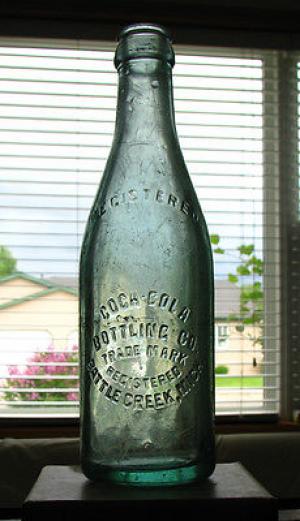 REGISTERED
COCA-COLA
BOTTLING CO
TRADE MARK
REGISTERED
BATTLE CREEK, MICH.